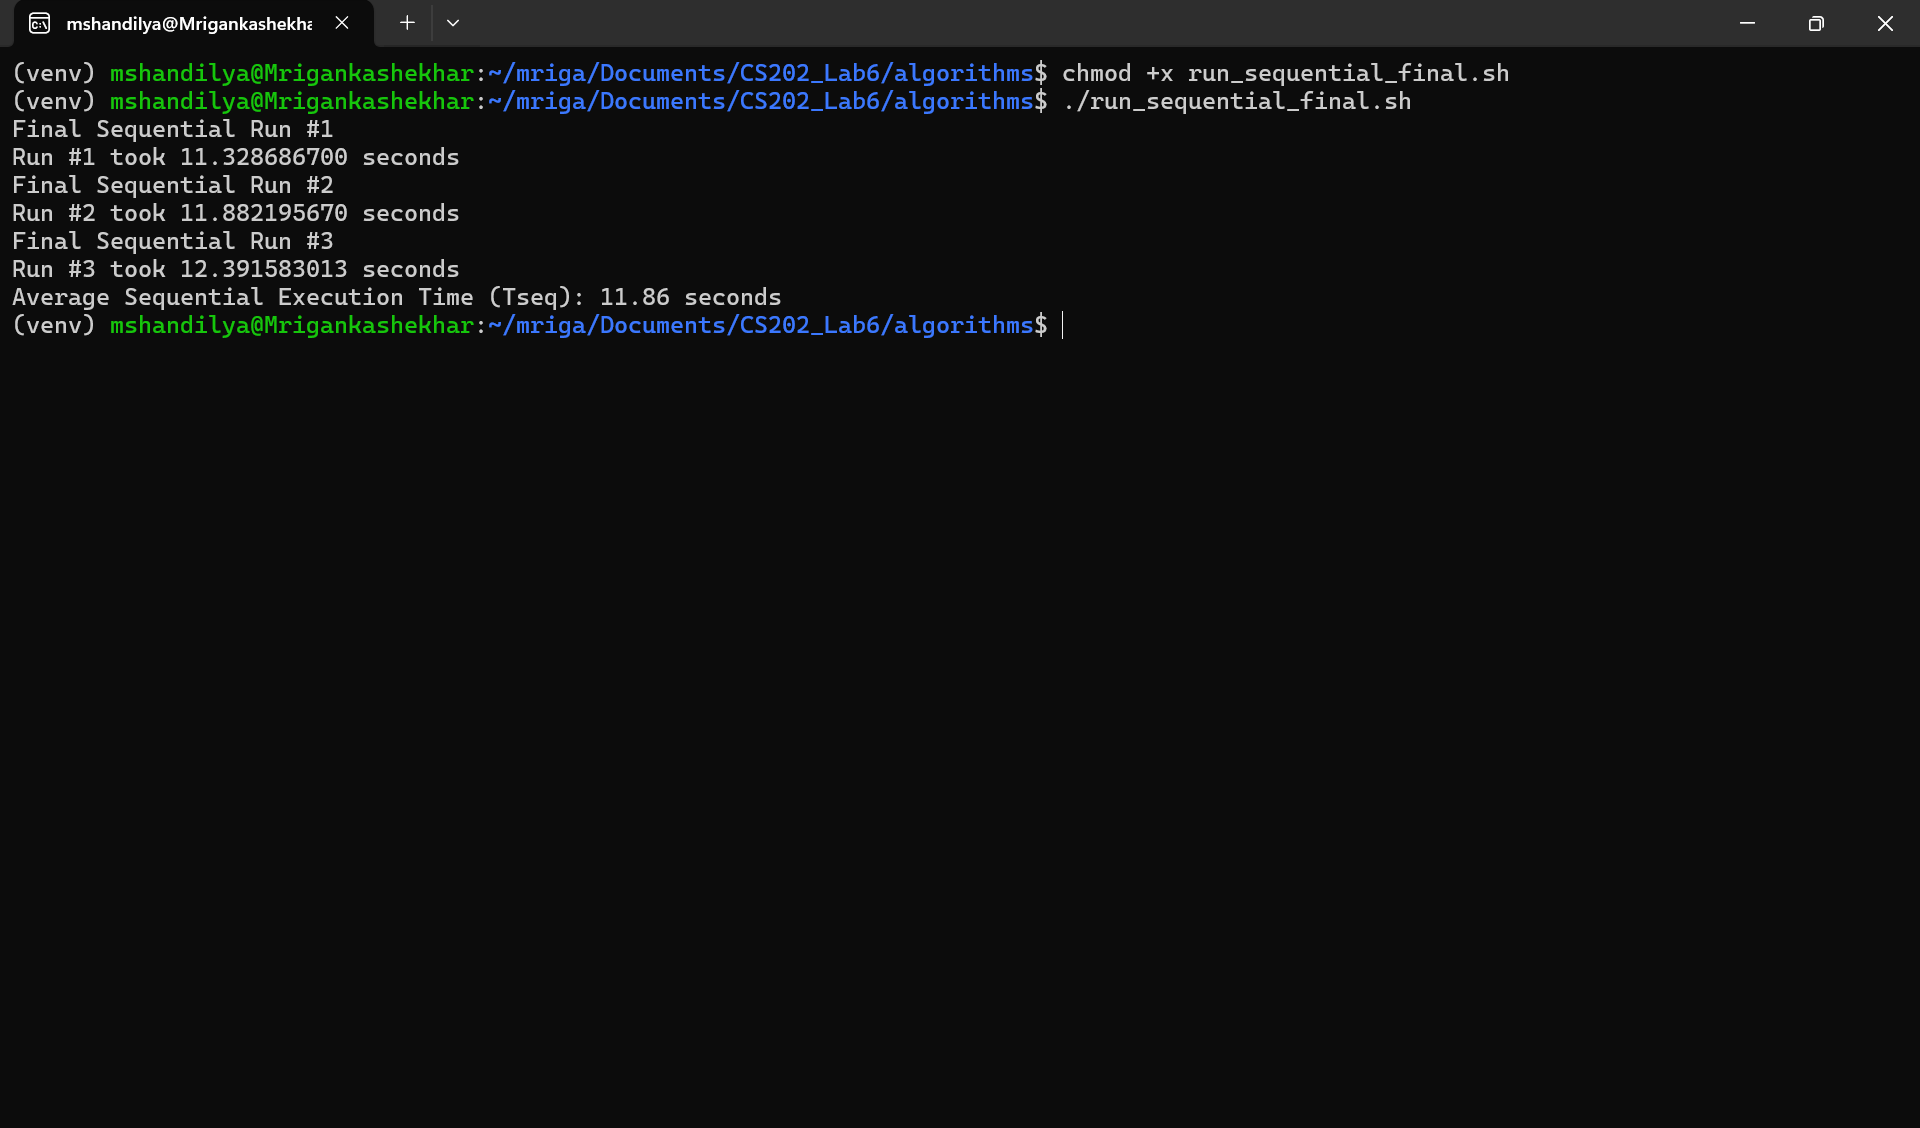 mshandilya@Mrigankashekha
(venv) mshandilya@Mrigankashekhar:~/mriga/Documents/CS202_Lab6/algorithms$ chmod +x run_sequential_final.sh
(venv) mshandilya@Mrigankashekhar:~/mriga/Documents/CS202_Lab6/algorithms$ ./run_sequential_final.sh
Final Sequential Run #1
Run #1 took 11.328686700 seconds
Final Sequential Run #2
Run #2 took 11.882195670 seconds
Final Sequential Run #3
Run #3 took 12.391583013 seconds
Average Sequential Execution Time (Tseq): 11.86 seconds
(venv) mshandilya@Mrigankashekhar:~/mriga/Documents/CS202_Lab6/algorithms$